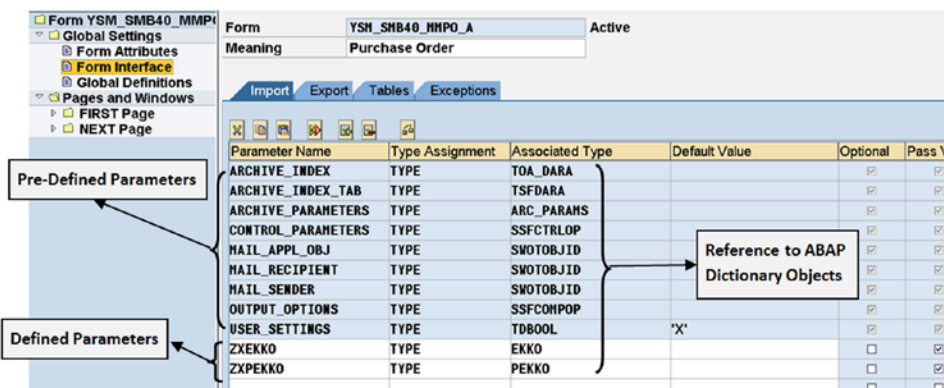 Form YSM_SMB40_MMP
Global Settings
Form Attributes
Form Interface
Global Definitions
Pages and Windows
FIRST Page
NEXT Page
Form YSM_SMB40_MMPO_A Active
Meaning Purchase Order
Import Export Tables Exceptions
Parameter Name Type Assignment Associated Type Default Value Optional Pass V
ARCHIVE_INDEX TYPE TOA_DARA
ARCHIVE_INDEX_TAB TYPE TSFDARA
ARCHIVE_PARAMETERS TYPE ARC_PARAMS
CONTROL_PARAMETERS TYPE SSFCTRLOP
MAIL_APPL_OBJ TYPE SWOTOBJID
MAIL_RECIPIENT TYPE SWOTOBJID
MAIL_SENDER TYPE SWOTOBJID
OUTPUT_OPTIONS TYPE SSFCOMPOP
USER_SETTINGS TYPE TDBOOL 'X'
ZXEKKO TYPE EKKO
ZXPEKKO TYPE PEKKO
Pre-Defined Parameters
Defined Parameters
Reference to ABAP
Dictionary Objects